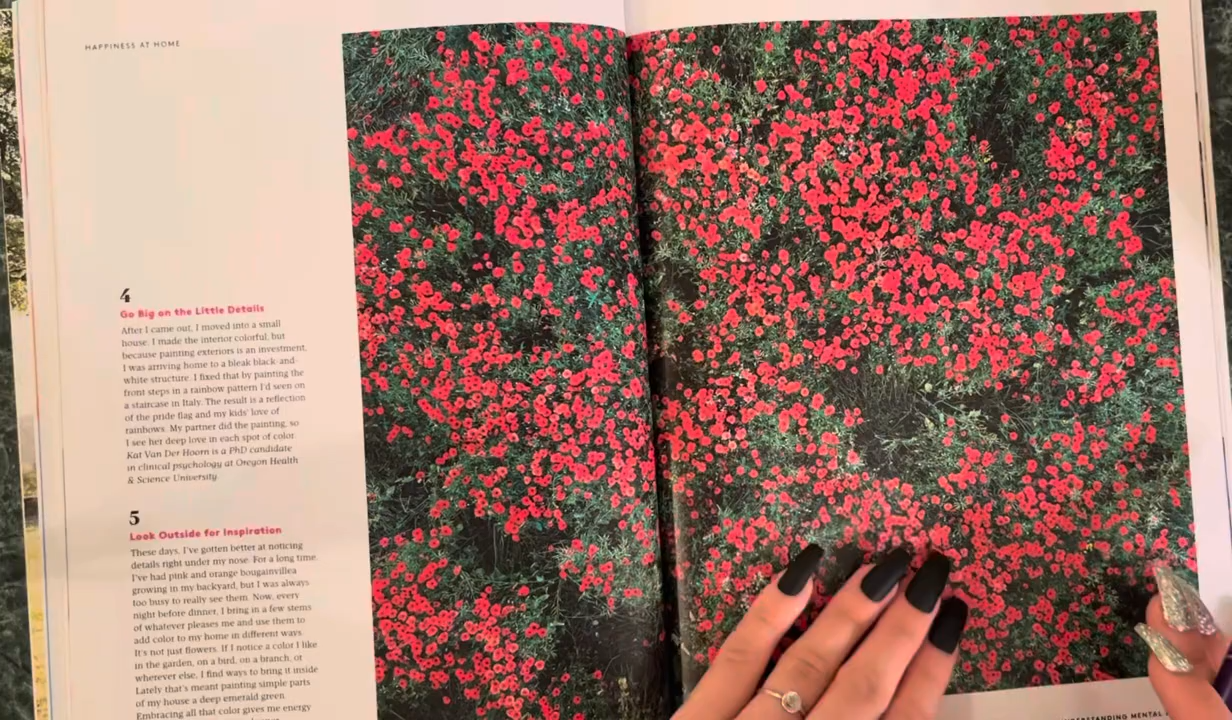 HAPPINESS AT HOME
4
Go Big on the Little Details
After I came out, I moved into a small
house. I made the interior colorful, but
because painting exteriors is an investment,
I was arriving home to a bleak black-and-
white structure. I fixed that by painting the
front steps in a rainbow pattern I'd seen on
a staircase in Italy. The result is a reflection
of the pride flag and my kids' love of
rainbows. My partner did the painting, so
I see her deep love in each spot of color.
Kat Van Der Hoorn is a PhD candidate
in clinical psychology at Oregon Health
& Science University.
5
Look Outside for Inspiration
These days, I've gotten better at noticing
details right under my nose. For a long time,
I've had pink and orange bougainvillea
growing in my backyard, but I was always
too busy to really see them. Now, every
night before dinner, I bring in a few stems
of whatever pleases me and use them to
add color to my home in different ways.
It's not just flowers. If I notice a color I like
in the garden, on a bird, on a branch, or
wherever else, I find ways to bring it inside.
Lately that's meant painting simple parts
of my house a deep emerald green.
Embracing all that color gives me energy
UNDERSTANDING MENTAL